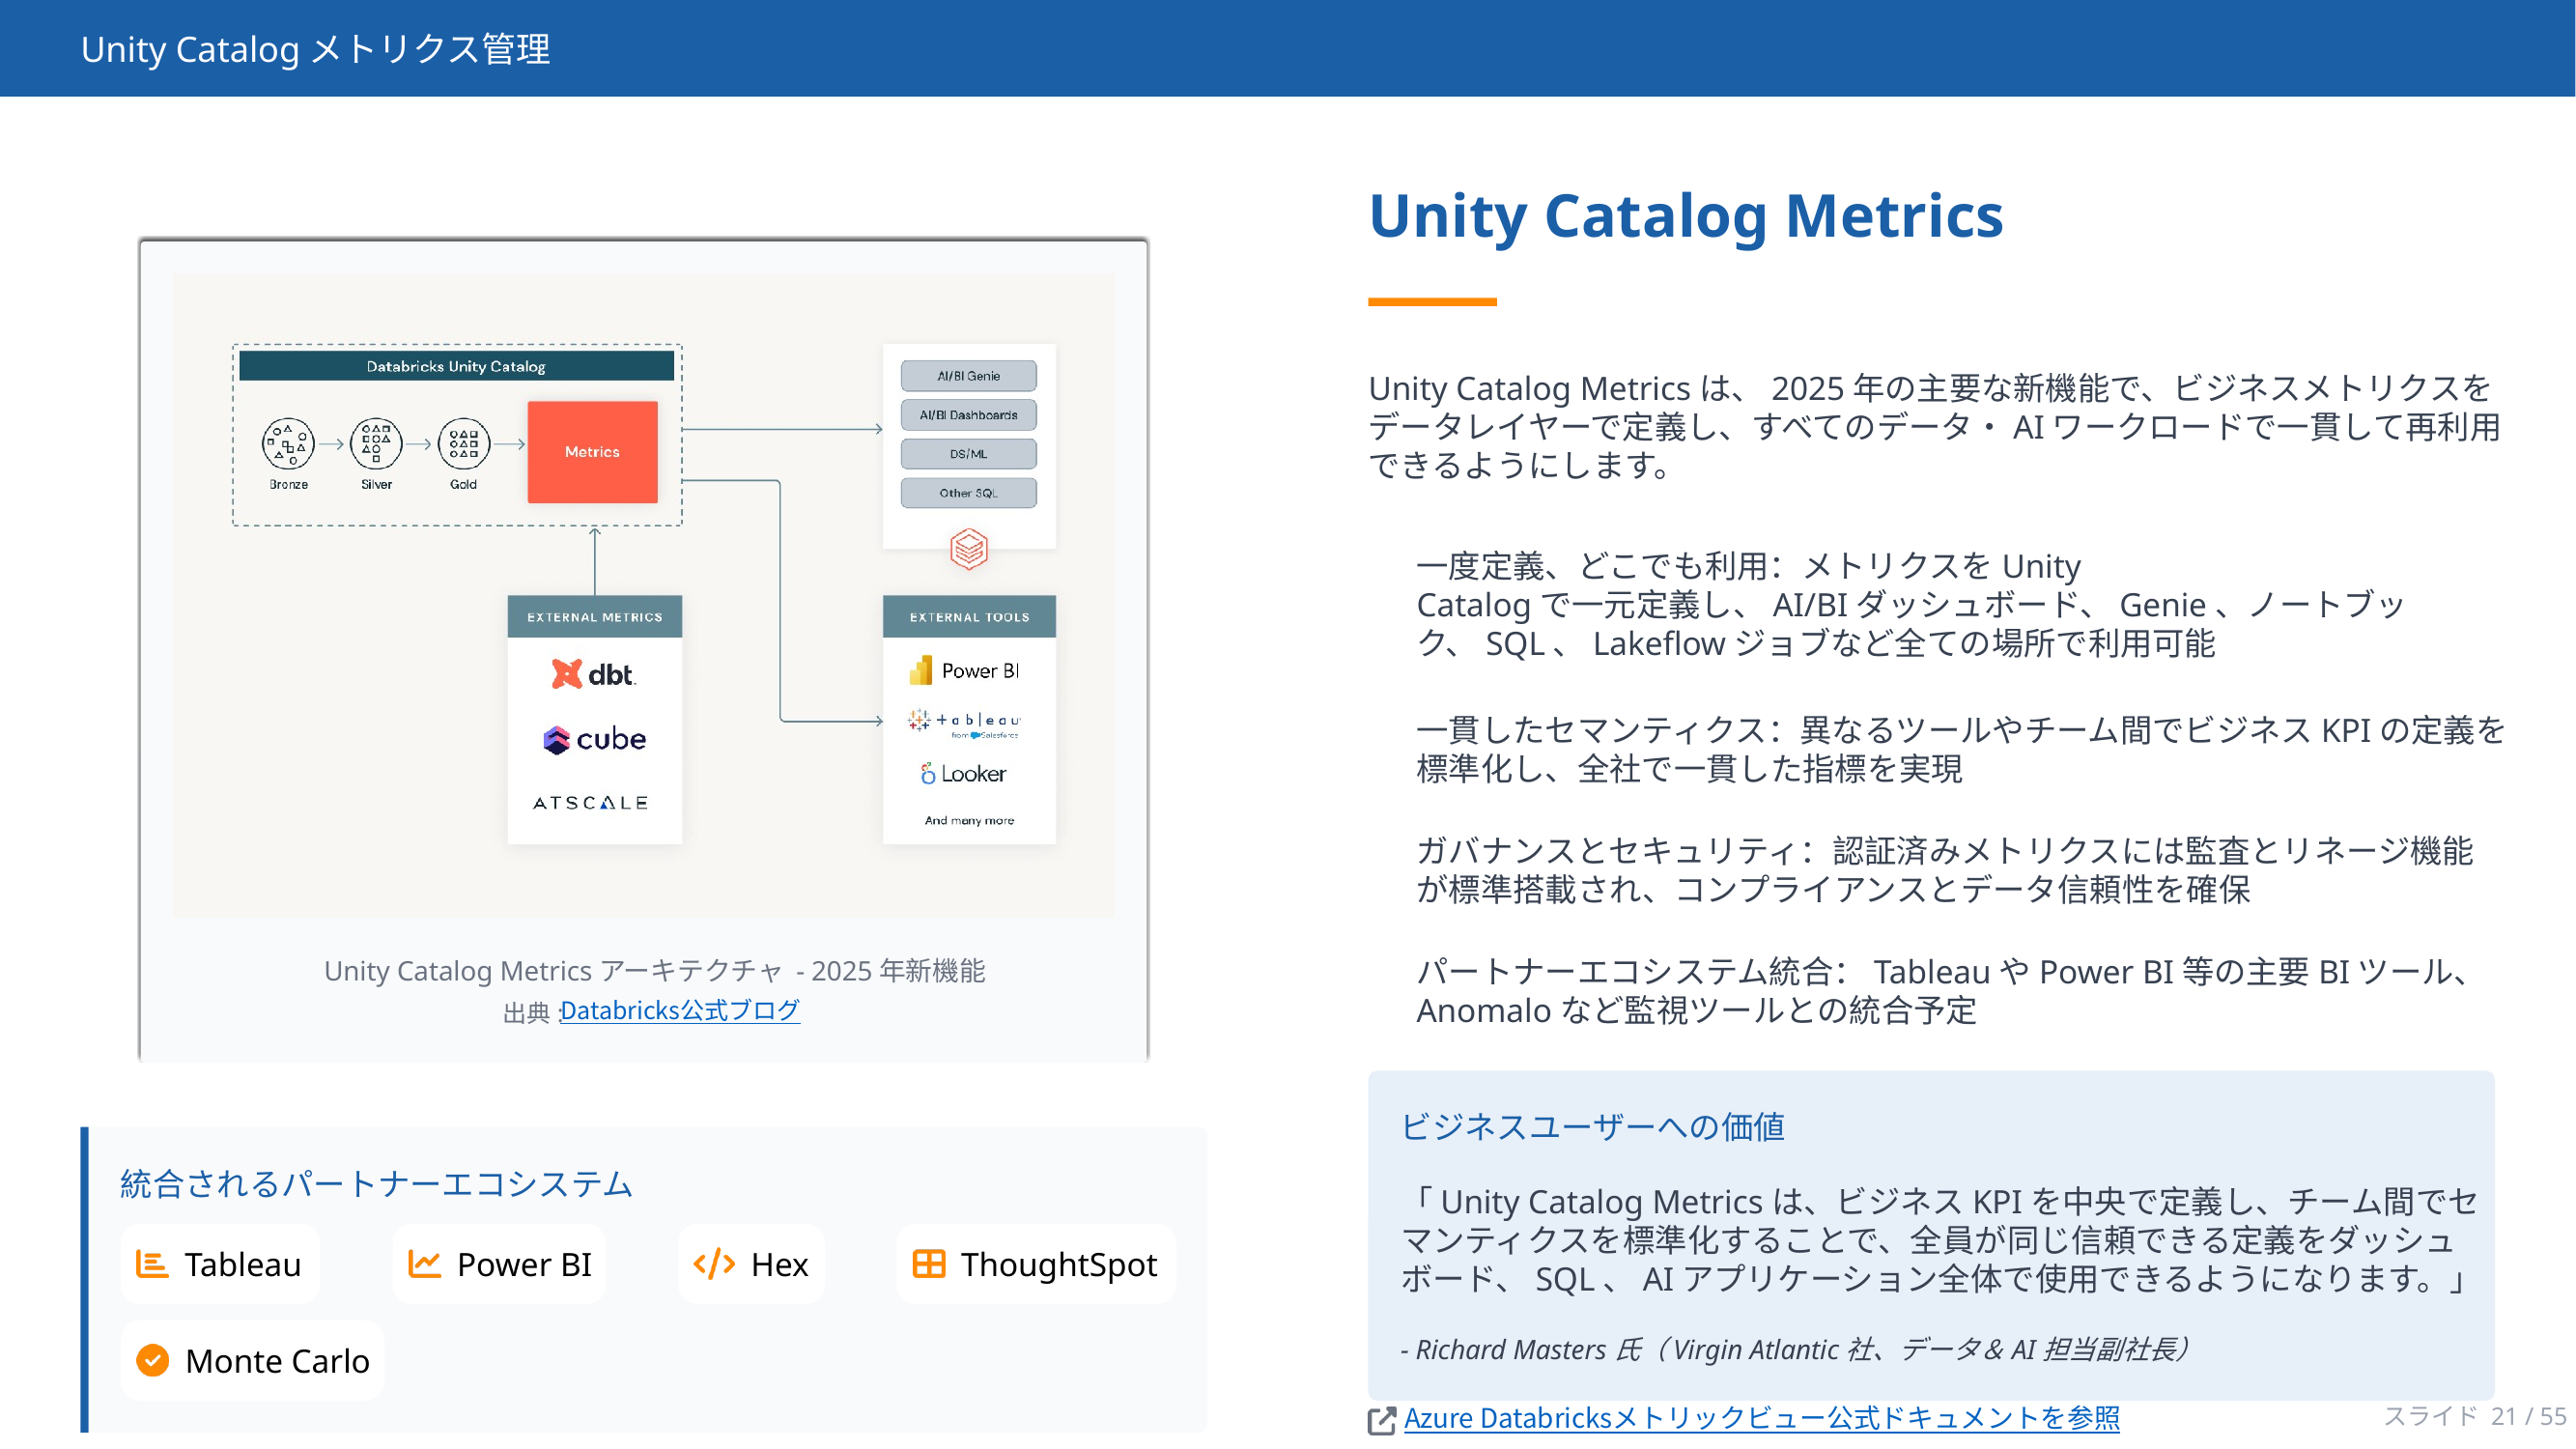 Unity Catalog メトリクス管理
Databricks Unity Catalog
Bronze
Silver
Gold
Metrics
AI/BI Genie
AI/BI Dashboards
DS/ML
Other SQL
EXTERNAL METRICS
dbt
cube
ATSCALE
EXTERNAL TOOLS
Power BI
+ableau
from Salesforce
Looker
And many more
Unity Catalog Metrics アーキテクチャ - 2025 年新機能
出典 : Databricks公式ブログ
統合されるパートナーエコシステム
Tableau
Power BI
Hex
ThoughtSpot
Monte Carlo
Unity Catalog Metrics
Unity Catalog Metrics は、 2025 年の主要な新機能で、ビジネスメトリクスを
データレイヤーで定義し、すべてのデータ・ AI ワークロードで一貫して再利用
できるようにします。
一度定義、どこでも利用：メトリクスを Unity
Catalog で一元定義し、 AI/BI ダッシュボード、 Genie 、ノートブッ
ク、 SQL 、 Lakeflow ジョブなど全ての場所で利用可能
一貫したセマンティクス：異なるツールやチーム間でビジネス KPI の定義を
標準化し、全社で一貫した指標を実現
ガバナンスとセキュリティ：認証済みメトリクスには監査とリネージ機能
が標準搭載され、コンプライアンスとデータ信頼性を確保
パートナーエコシステム統合： Tableau や Power BI 等の主要 BI ツール、
Anomalo など監視ツールとの統合予定
ビジネスユーザーへの価値
「 Unity Catalog Metrics は、ビジネス KPI を中央で定義し、チーム間でセ
マンティクスを標準化することで、全員が同じ信頼できる定義をダッシュ
ボード、 SQL 、 AI アプリケーション全体で使用できるようになります。」
- Richard Masters 氏（ Virgin Atlantic 社、データ＆ AI 担当副社長）
Azure Databricksメトリックビュー公式ドキュメントを参照
スライド 21 / 55